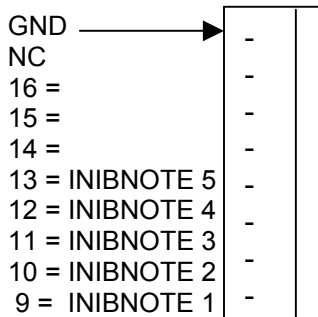 GND
NC
16 =
15 =
14 =
13 = INIBNOTE 5
12 = INIBNOTE 4
11 = INIBNOTE 3
10 = INIBNOTE 2
9 = INIBNOTE 1
-
-
-
-
-
-
-
-